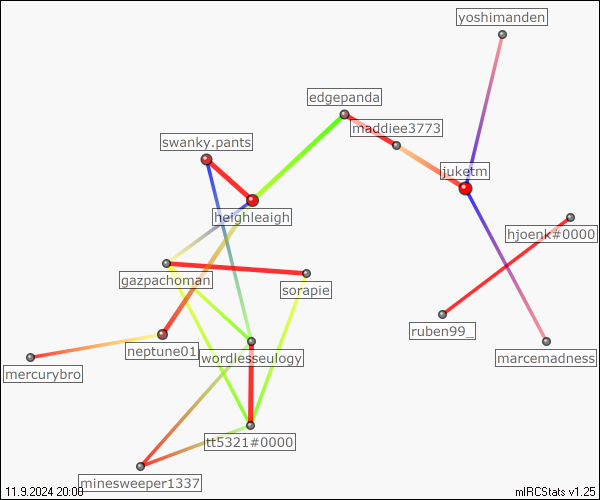 yoshimanden
edgepanda
maddiee3773
swanky.pants
juketm
heighleaigh
hjoenk#0000
gazpachoman
sorapie
ruben99_
neptune01
wordlesseulogy
marcemadness
mercurybro
tt5321#0000
minesweeper1337
11.9.2024 20:00
mIRCStats v1.25